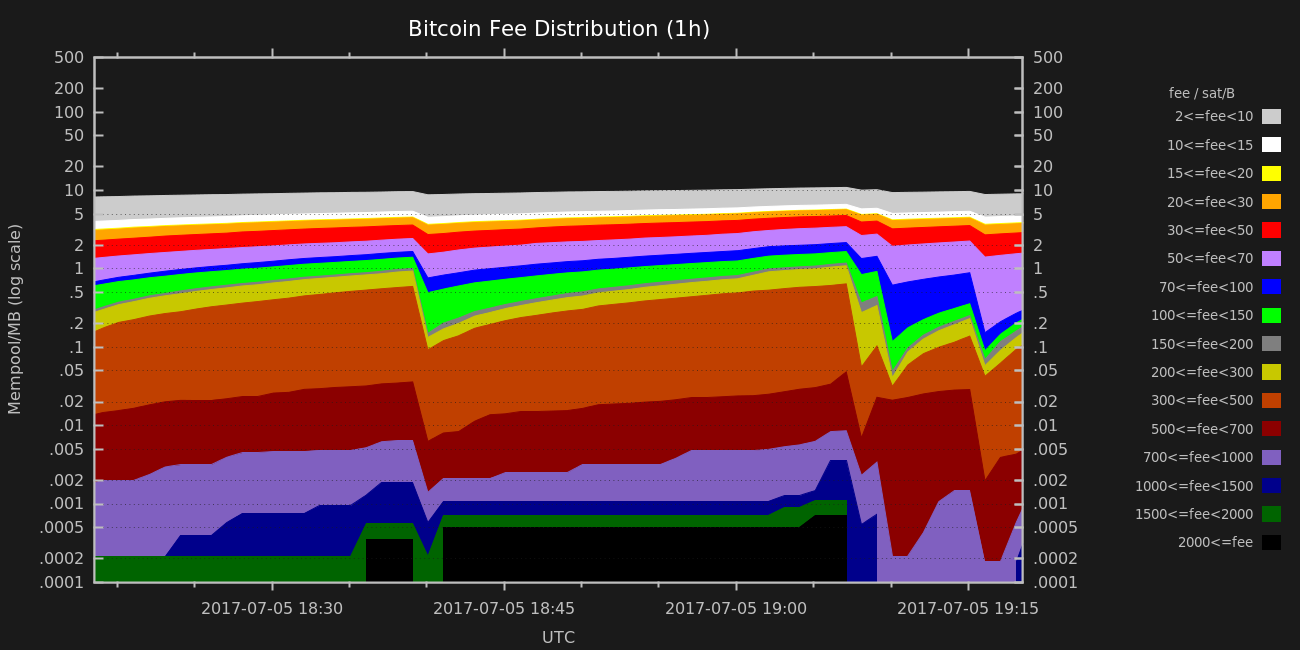 Bitcoin Fee Distribution (1h)
500 500
200 200
100 100
50 50
20 20
10 10
5 5
2 2
1 1
.5 .5
.2 .2
.1 .1
.05 .05
.02 .02
.01 .01
.005 .005
.002 .002
.001 .001
.0005 .0005
.0002 .0002
.0001 .0001
Mempool/MB (log scale)
2017-07-05 18:30 2017-07-05 18:45 2017-07-05 19:00 2017-07-05 19:15
UTC
fee / sat/B
2<=fee<10
10<=fee<15
15<=fee<20
20<=fee<30
30<=fee<50
50<=fee<70
70<=fee<100
100<=fee<150
150<=fee<200
200<=fee<300
300<=fee<500
500<=fee<700
700<=fee<1000
1000<=fee<1500
1500<=fee<2000
2000<=fee